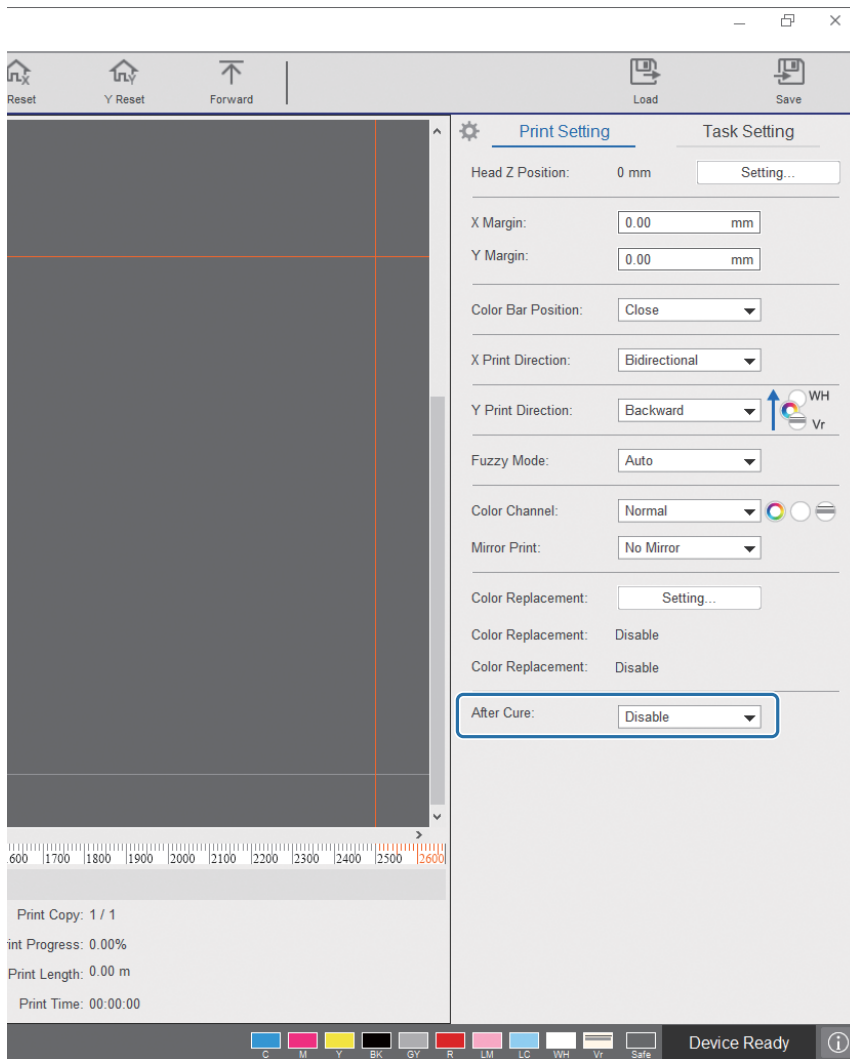 Reset Y Reset Forward Load Save
Print Setting Task Setting
Head Z Position: 0 mm Setting...
X Margin: 0.00 mm
Y Margin: 0.00 mm
Color Bar Position: Close
X Print Direction: Bidirectional
Y Print Direction: Backward WH
Vr
Fuzzy Mode: Auto
Color Channel: Normal
Mirror Print: No Mirror
Color Replacement: Setting...
Color Replacement: Disable
Color Replacement: Disable
After Cure: Disable
600 1700 1800 1900 2000 2100 2200 2300 2400 2500 2600
Print Copy: 1 / 1
int Progress: 0.00%
Print Length: 0.00 m
Print Time: 00:00:00
C M Y BK GY R LM LC WH Vr Safe Device Ready